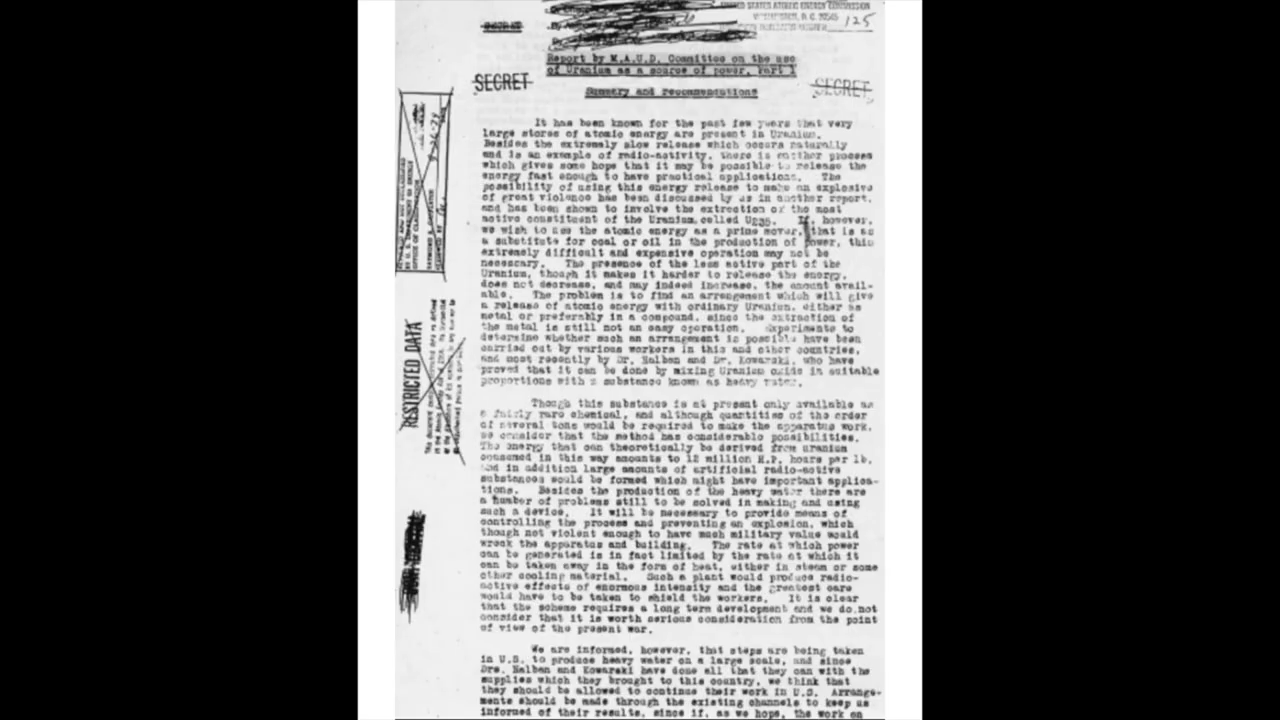 UNITED STATES ATOMIC ENERGY COMMISSION
WASHINGTON, D. C. 20545
125
Report by M.A.U.D. Committee on the use
of Uranium as a source of power, Part 1
SECRET
SECRET
Summary and recommendations
It has been known for the past few years that very
large stores of atomic energy are present in Uranium.
Besides the extremely slow release which occurs naturally
and is an example of radio-activity, there is another process
which gives some hope that it may be possible to release the
energy fast enough to have practical applications. The
possibility of using this energy release to make an explosive
of great violence has been discussed by us in another report,
and has been shown to involve the extraction of the most
active constituent of the Uranium, called U235. If, however,
we wish to use the atomic energy as a prime mover, that is as
a substitute for coal or oil in the production of power, this
extremely difficult and expensive operation may not be
necessary. The presence of the less active part of the
Uranium, though it makes it harder to release the energy,
does not decrease, and may indeed increase, the amount avail-
able. The problem is to find an arrangement which will give
a release of atomic energy with ordinary Uranium, either as
metal or preferably in a compound, since the extraction of
the metal is still not an easy operation. Experiments to
determine whether such an arrangement is possible have been
carried out by various workers in this and other countries,
and most recently by Dr. Halban and Dr. Kowarski, who have
proved that it can be done by mixing Uranium oxide in suitable
proportions with a substance known as heavy water.
Though this substance is at present only available as
a fairly rare chemical, and although quantities of the order
of several tons would be required to make the apparatus work,
we consider that the method has considerable possibilities.
The energy that can theoretically be derived from uranium
consumed in this way amounts to 12 million H.P. hours per lb.
and in addition large amounts of artificial radio-active
substances would be formed which might have important applica-
tions. Besides the production of the heavy water there are
a number of problems still to be solved in making and using
such a device. It will be necessary to provide means of
controlling the process and preventing an explosion, which
though not violent enough to have much military value would
wreck the apparatus and building. The rate at which power
can be generated is in fact limited by the rate at which it
can be taken away in the form of heat, either in steam or some
other cooling material. Such a plant would produce radio-
active effects of enormous intensity and the greatest care
would have to be taken to shield the workers. It is clear
that the scheme requires a long term development and we do not
consider that it is worth serious consideration from the point
of view of the present war.
We are informed, however, that steps are being taken
in U.S. to produce heavy water on a large scale, and since
Drs. Halban and Kowarski have done all that they can with the
supplies which they brought to this country, we think that
they should be allowed to continue their work in U.S. Arrange-
ments should be made through the existing channels to keep us
informed of their results, since if, as we hope, the work on
RESTRICTED DATA